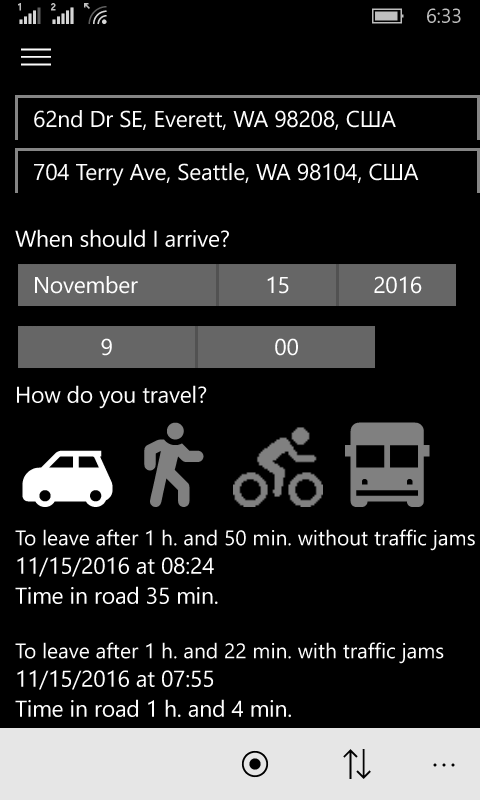 1 2 6:33
62nd Dr SE, Everett, WA 98208, США
704 Terry Ave, Seattle, WA 98104, США
When should I arrive?
November 15 2016
9 00
How do you travel?
To leave after 1 h. and 50 min. without traffic jams
11/15/2016 at 08:24
Time in road 35 min.
To leave after 1 h. and 22 min. with traffic jams
11/15/2016 at 07:55
Time in road 1 h. and 4 min.